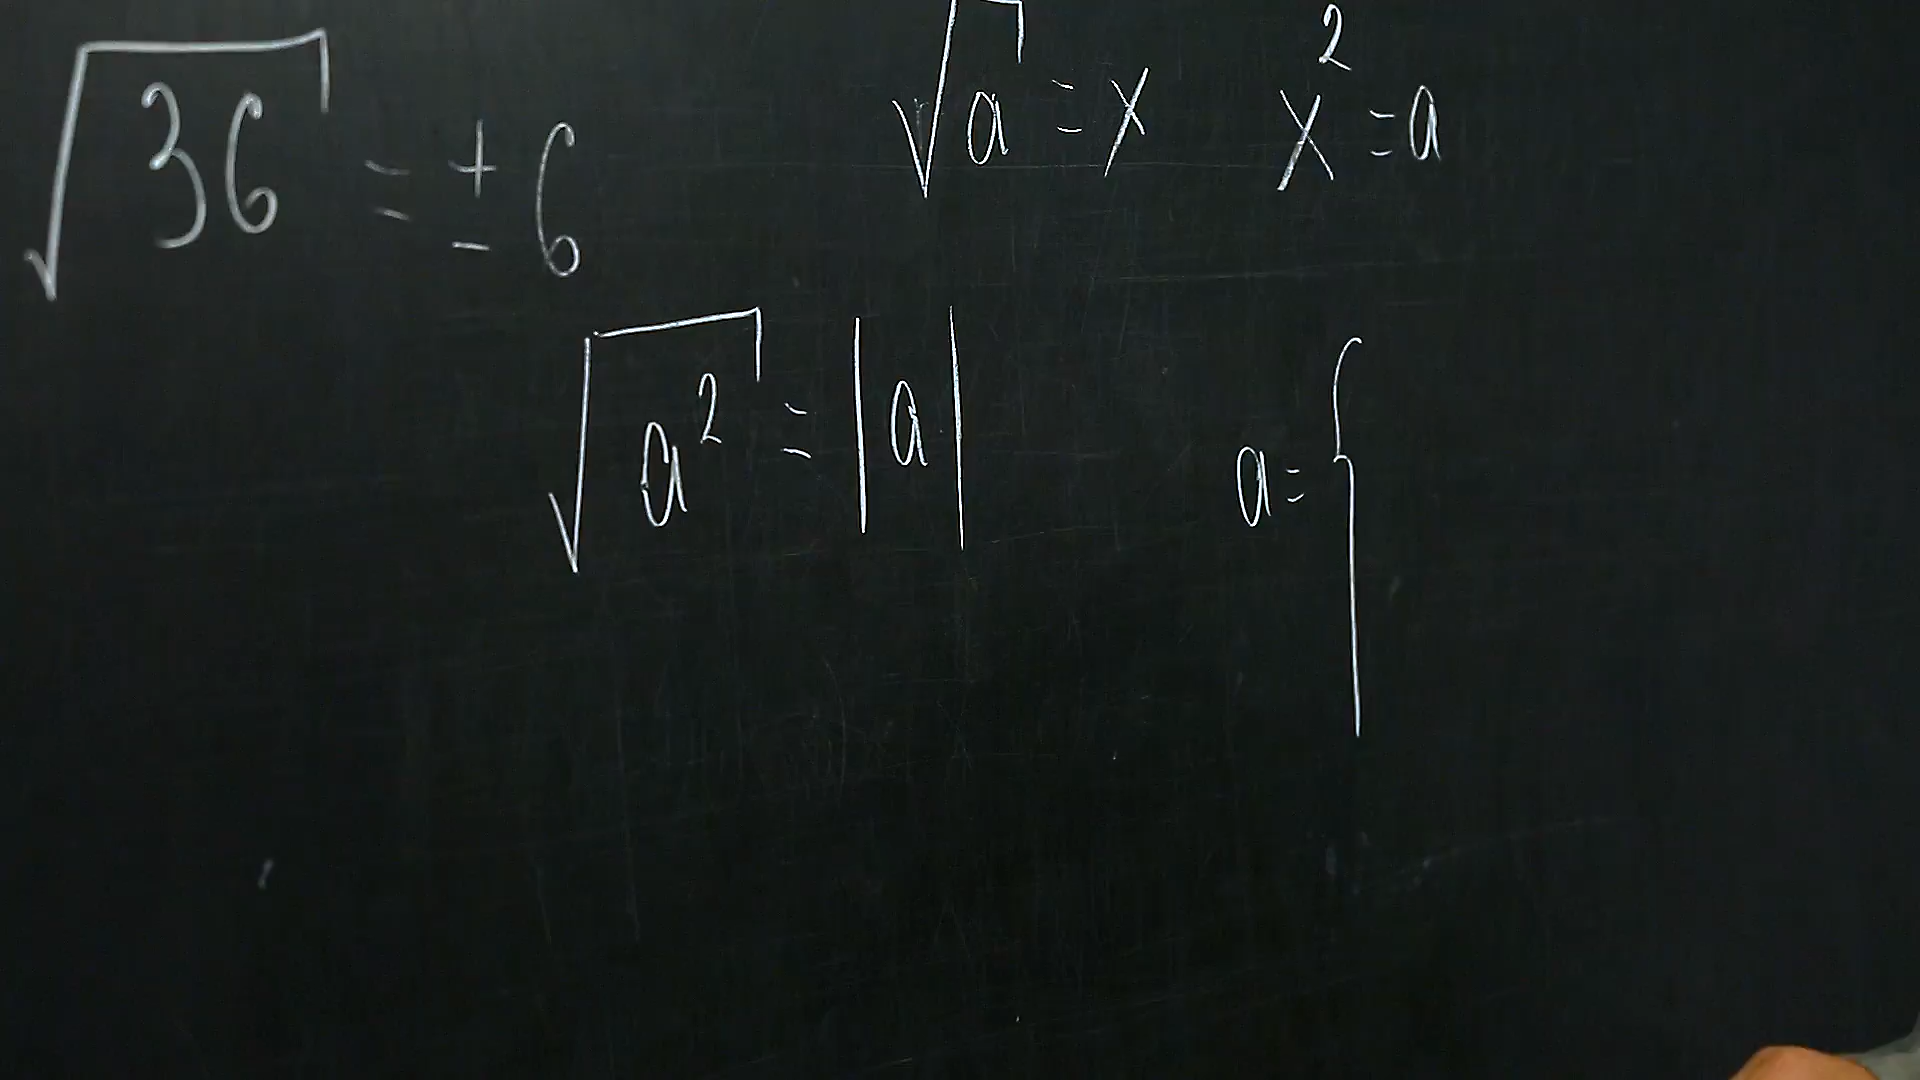 √36 = ± 6
√a = x x² = a
√a² = |a| a = {